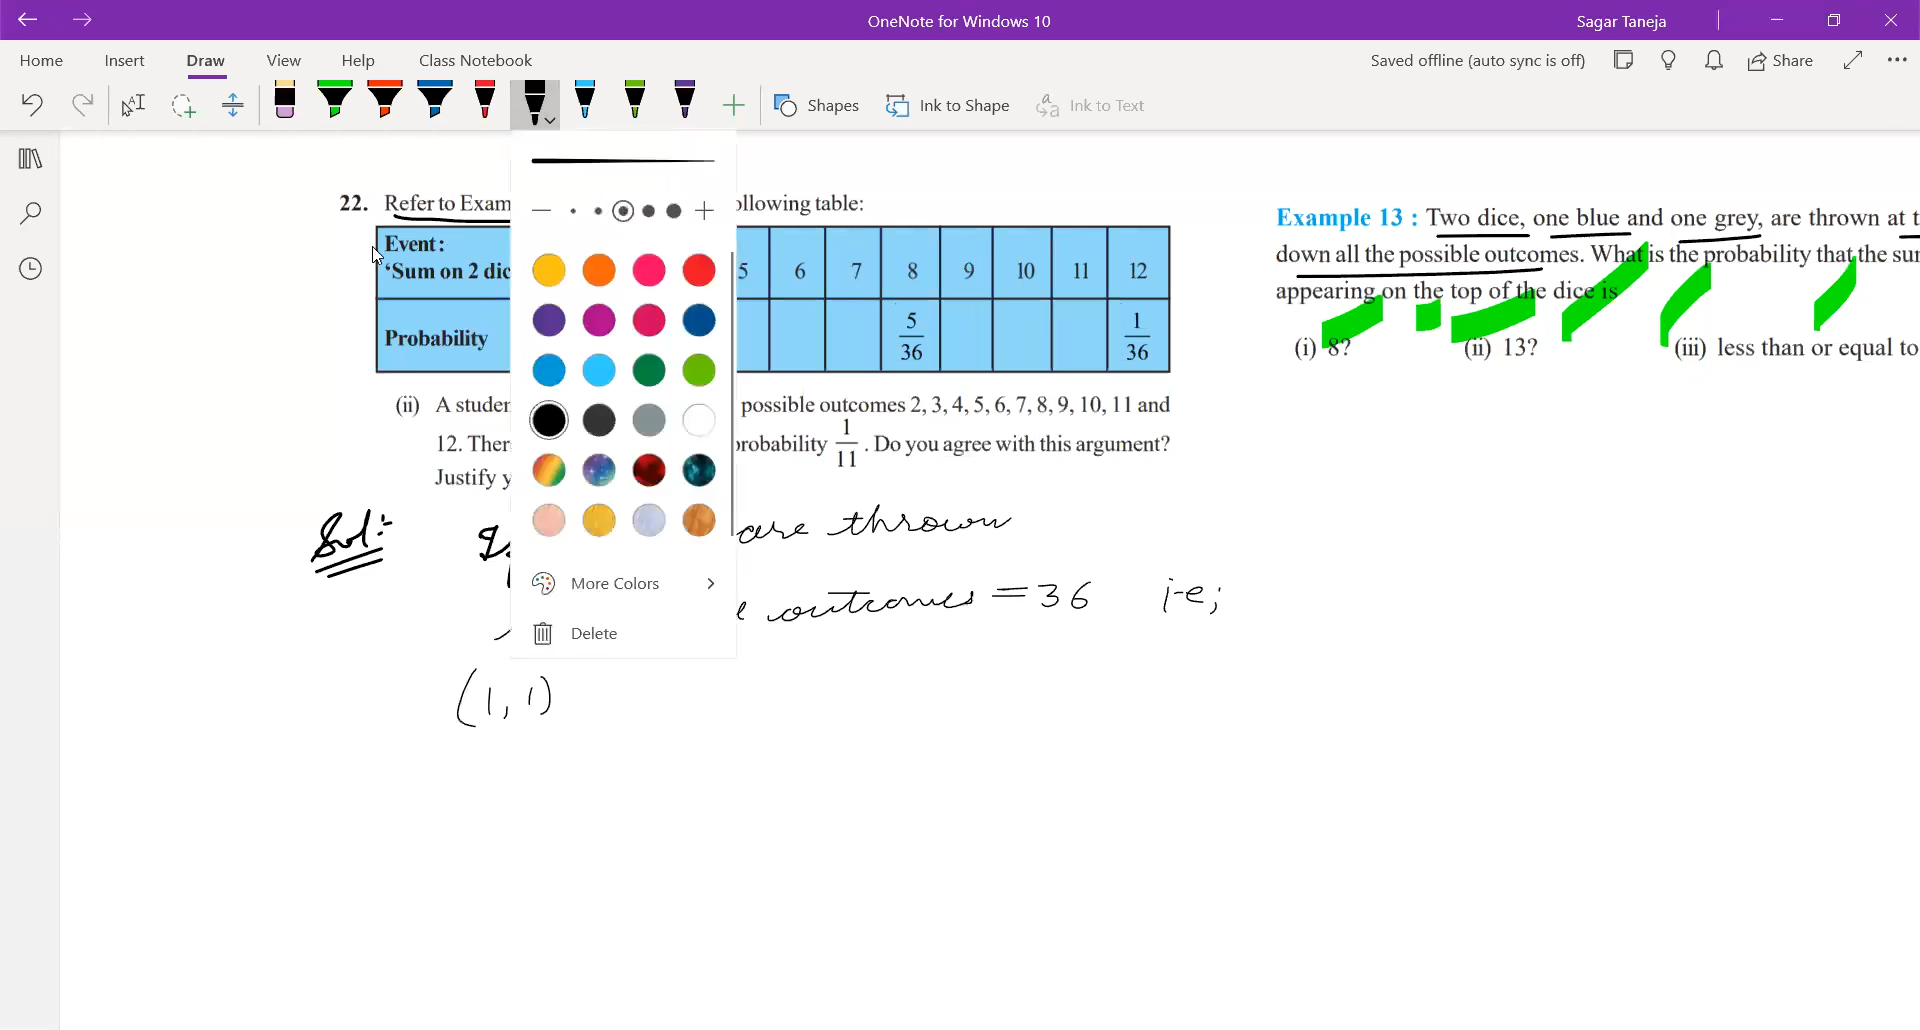 OneNote for Windows 10
Sagar Taneja
Home Insert Draw View Help Class Notebook
Saved offline (auto sync is off) Share
Shapes Ink to Shape Ink to Text
22. Refer to Exam ollowing table:
Event:
'Sum on 2 dic 5 6 7 8 9 10 11 12
Probability 5/36 1/36
(ii) A studen possible outcomes 2, 3, 4, 5, 6, 7, 8, 9, 10, 11 and
12. Ther probability 1/11 . Do you agree with this argument?
Justify y
Example 13 : Two dice, one blue and one grey, are thrown at t
down all the possible outcomes. What is the probability that the sum
appearing on the top of the dice is
(i) 8? (ii) 13? (iii) less than or equal to
More Colors
Delete
Sol:-
are thrown
outcomes = 36 i-e;
(1, 1)